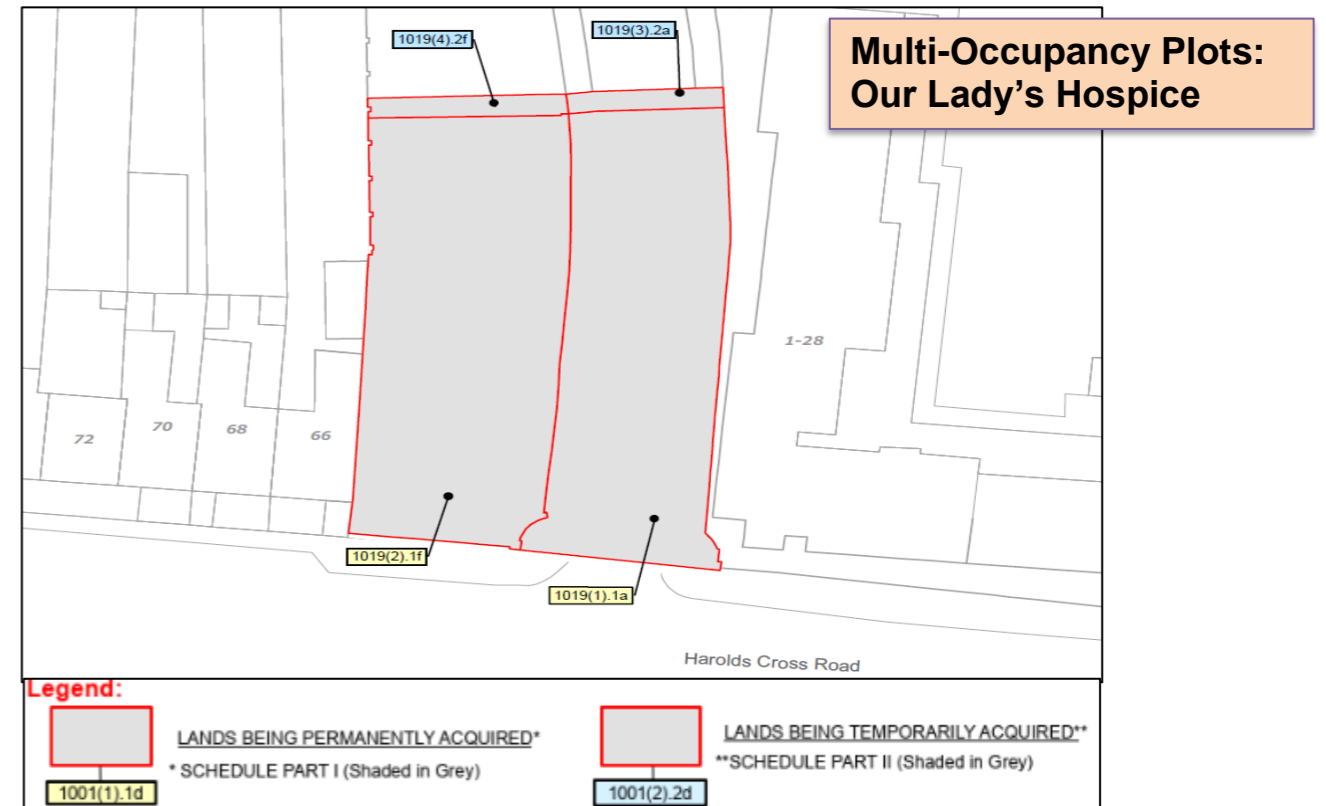 Multi-Occupancy Plots:
Our Lady's Hospice
1019(4).2f
1019(3).2a
1-28
72
70
68
66
1019(2).1f
1019(1).1a
Harolds Cross Road
Legend:
LANDS BEING PERMANENTLY ACQUIRED*
* SCHEDULE PART I (Shaded in Grey)
1001(1).1d
LANDS BEING TEMPORARILY ACQUIRED**
**SCHEDULE PART II (Shaded in Grey)
1001(2).2d